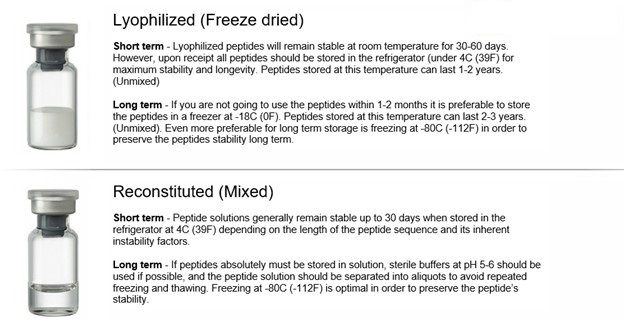 Lyophilized (Freeze dried)
Short term - Lyophilized peptides will remain stable at room temperature for 30-60 days.
However, upon receipt all peptides should be stored in the refrigerator (under 4C (39F) for
maximum stability and longevity. Peptides stored at this temperature can last 1-2 years.
(Unmixed)
Long term - If you are not going to use the peptides within 1-2 months it is preferable to store
the peptides in a freezer at -18C (0F). Peptides stored at this temperature can last 2-3 years.
(Unmixed). Even more preferable for long term storage is freezing at -80C (-112F) in order to
preserve the peptides stability long term.
Reconstituted (Mixed)
Short term - Peptide solutions generally remain stable up to 30 days when stored in the
refrigerator at 4C (39F) depending on the length of the peptide sequence and its inherent
instability factors.
Long term - If peptides absolutely must be stored in solution, sterile buffers at pH 5-6 should be
used if possible, and the peptide solution should be separated into aliquots to avoid repeated
freezing and thawing. Freezing at -80C (-112F) is optimal in order to preserve the peptide's
stability.